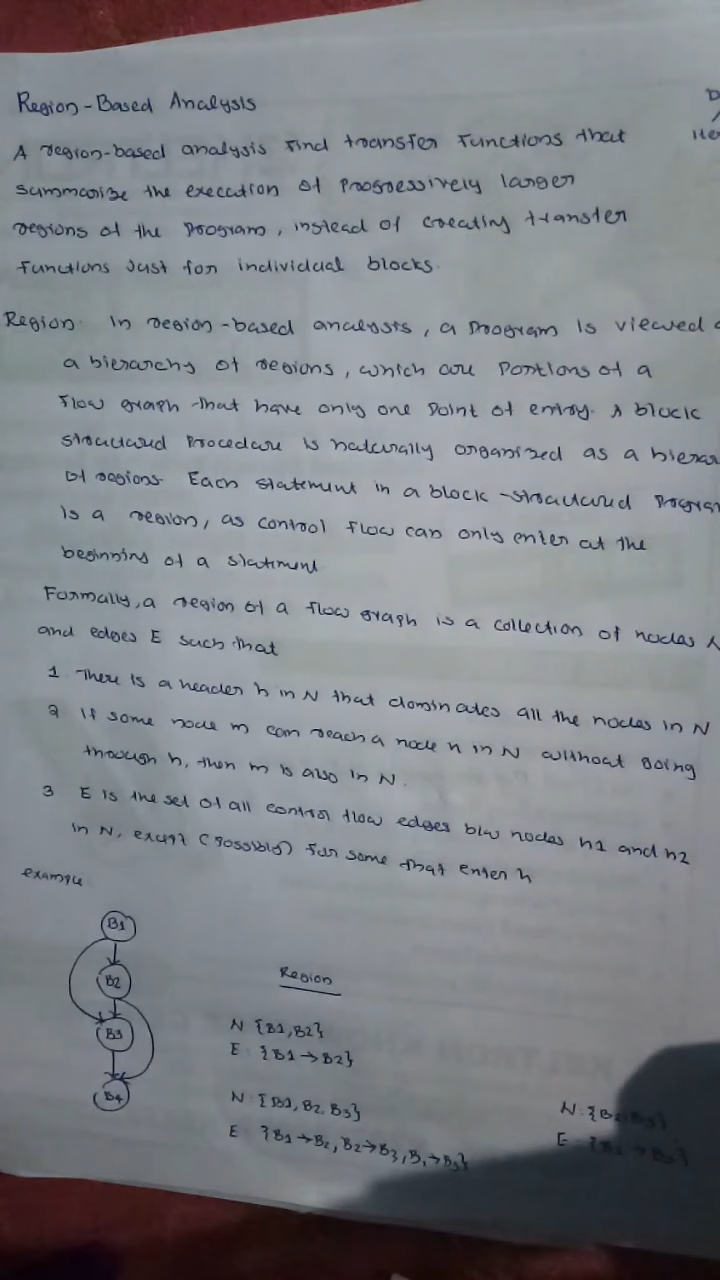 Region-Based Analysis
A region-based analysis find transfer functions that
summarize the execution of progressively larger
regions of the program, instead of creating transfer
functions just for individual blocks.
Region: In region-based analysis, a program is viewed
a hierarchy of regions, which are portions of a
flow graph that have only one point of entry. A block
structured procedure is naturally organized as a hierar
of regions. Each statement in a block-structured Program
is a region, as control flow can only enter at the
beginning of a statment
Formally, a region of a flow graph is a collection of nodes N
and edges E such that
1 There is a header h in N that dominates all the nodes in N
2 If some node m can reach a node n in N without going
through h, then m is also in N.
3 E is the set of all control flow edges b/w nodes n1 and n2
in N, except (possibly) for some that enter h
example
B1
B2
B3
B4
Region
N {B1, B2}
E: {B1→B2}
N: {B1, B2, B3}
E: {B1→B2, B2→B3, B1→B3}
N: {B2, B3}
E: {B2→B3}